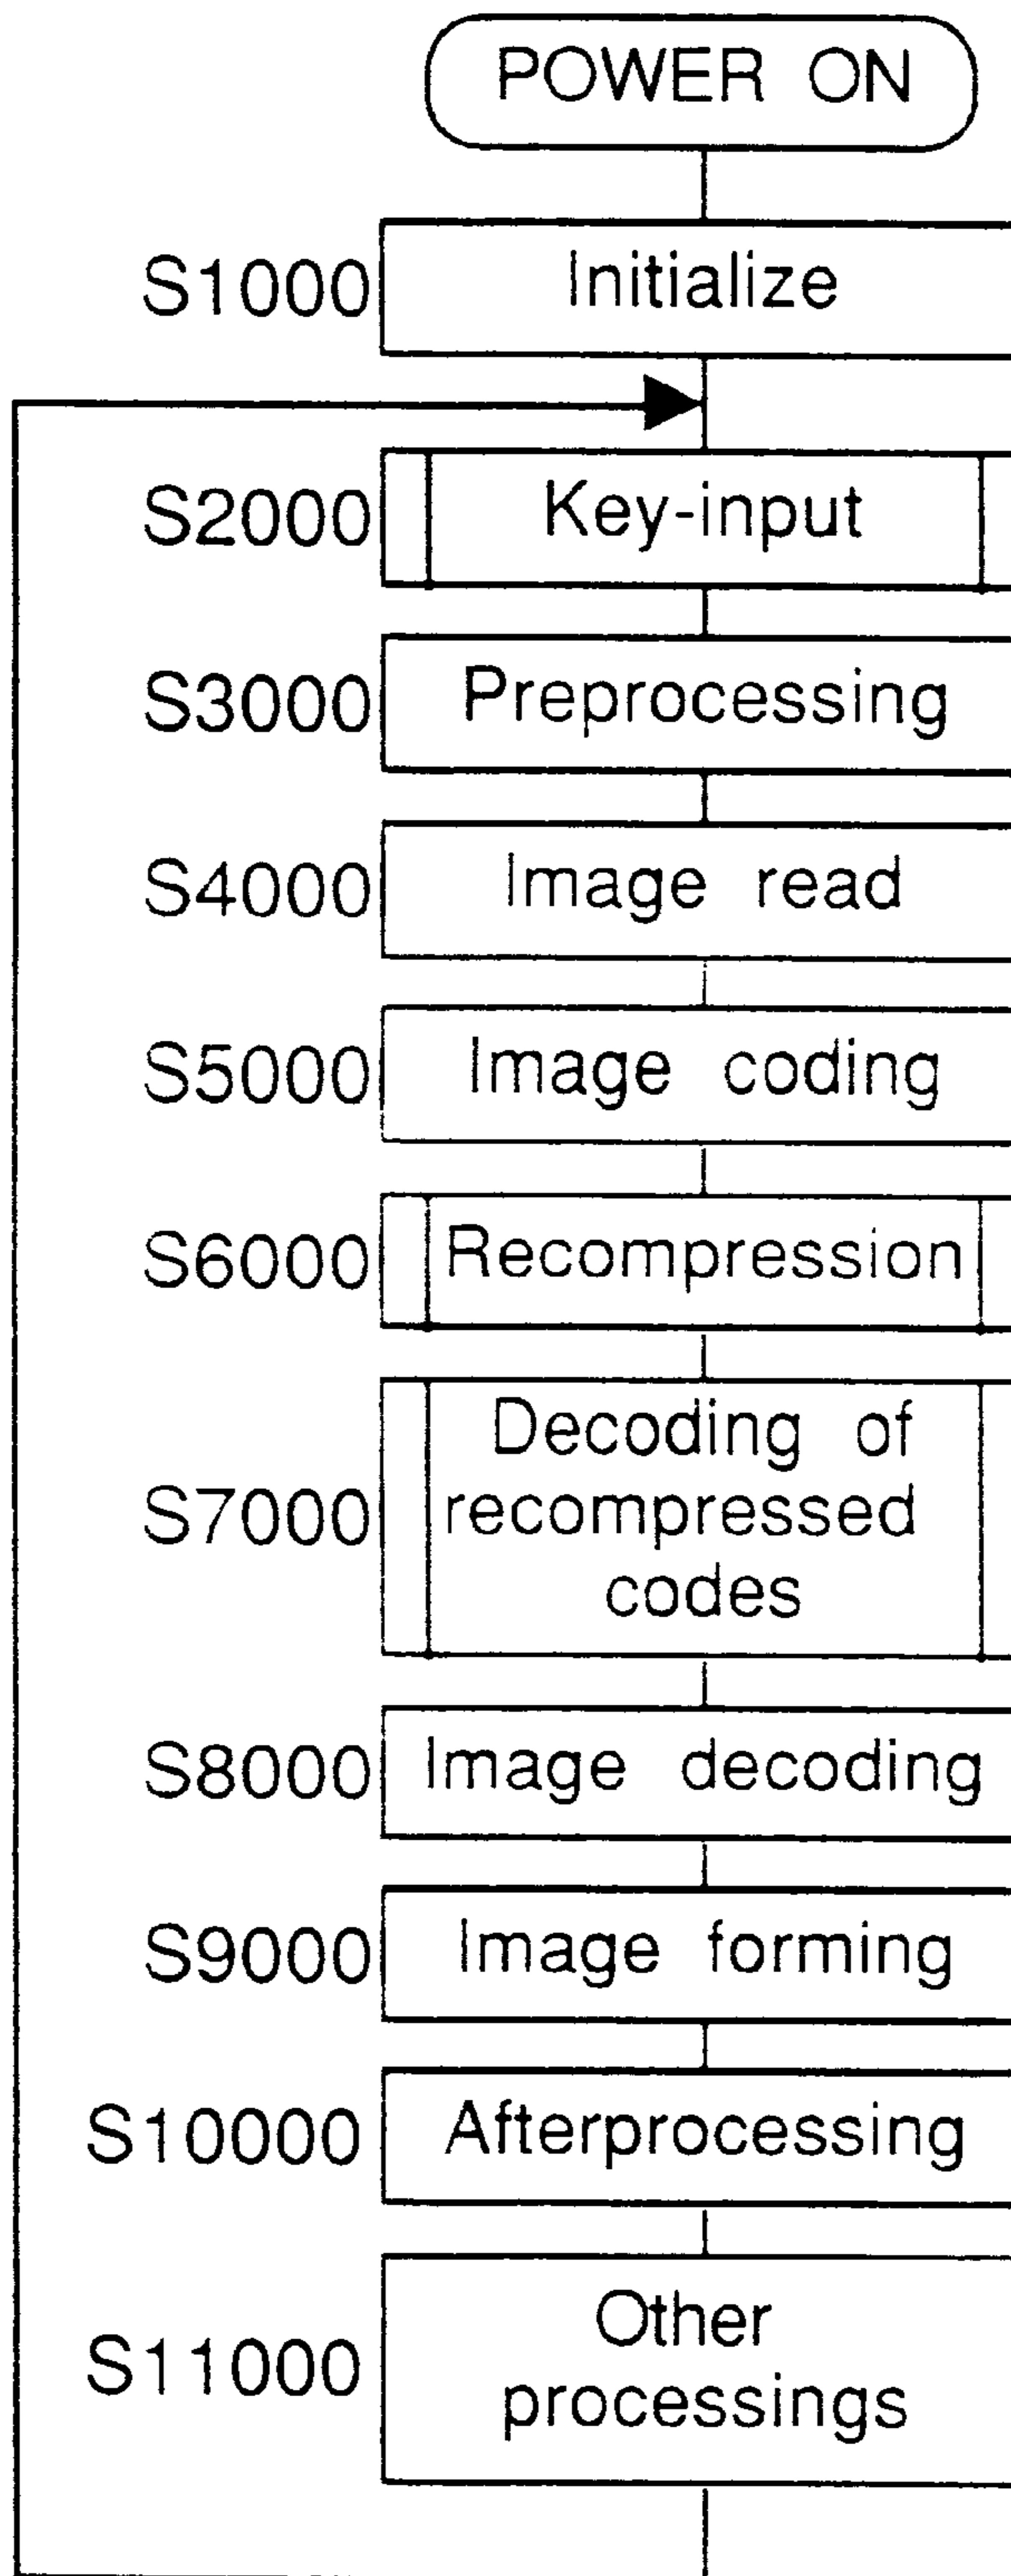 POWER ON
S1000 Initialize
S2000 Key-input
S3000 Preprocessing
S4000 Image read
S5000 Image coding
S6000 Recompression
S7000
Decoding of
recompressed
codes
S8000 Image decoding
S9000 Image forming
S10000 Afterprocessing
S11000
Other
processings